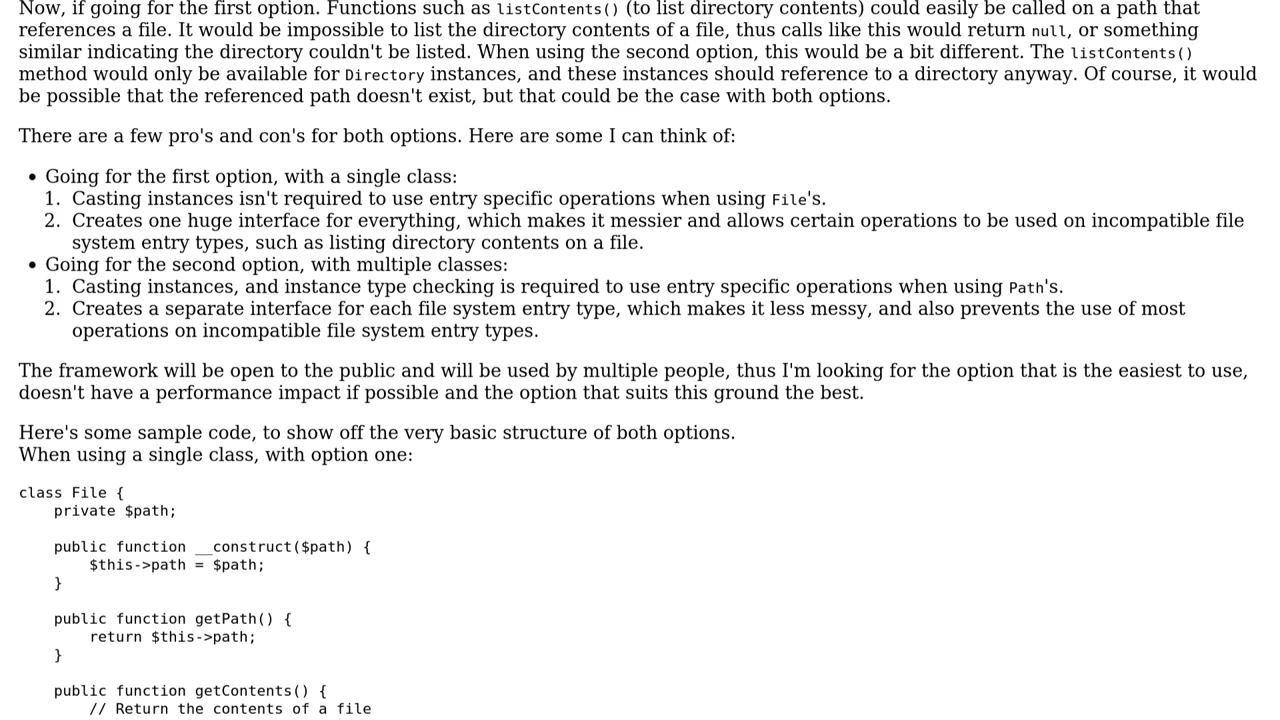 Now, if going for the first option. Functions such as listContents() (to list directory contents) could easily be called on a path that
references a file. It would be impossible to list the directory contents of a file, thus calls like this would return null, or something
similar indicating the directory couldn't be listed. When using the second option, this would be a bit different. The listContents()
method would only be available for Directory instances, and these instances should reference to a directory anyway. Of course, it would
be possible that the referenced path doesn't exist, but that could be the case with both options.
There are a few pro's and con's for both options. Here are some I can think of:
• Going for the first option, with a single class:
1. Casting instances isn't required to use entry specific operations when using File's.
2. Creates one huge interface for everything, which makes it messier and allows certain operations to be used on incompatible file
system entry types, such as listing directory contents on a file.
• Going for the second option, with multiple classes:
1. Casting instances, and instance type checking is required to use entry specific operations when using Path's.
2. Creates a separate interface for each file system entry type, which makes it less messy, and also prevents the use of most
operations on incompatible file system entry types.
The framework will be open to the public and will be used by multiple people, thus I'm looking for the option that is the easiest to use,
doesn't have a performance impact if possible and the option that suits this ground the best.
Here's some sample code, to show off the very basic structure of both options.
When using a single class, with option one:
class File {
    private $path;
    public function __construct($path) {
        $this->path = $path;
    }
    public function getPath() {
        return $this->path;
    }
    public function getContents() {
        // Return the contents of a file